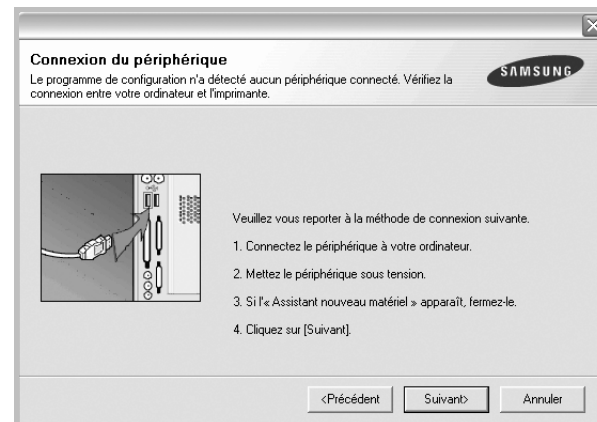 Connexion du périphérique
Le programme de configuration n'a détecté aucun périphérique connecté. Vérifiez la
connexion entre votre ordinateur et l'imprimante.
SAMSUNG
Veuillez vous reporter à la méthode de connexion suivante.
1. Connectez le périphérique à votre ordinateur.
2. Mettez le périphérique sous tension.
3. Si l'« Assistant nouveau matériel » apparaît, fermez-le.
4. Cliquez sur [Suivant].
<Précédent
Suivant>
Annuler